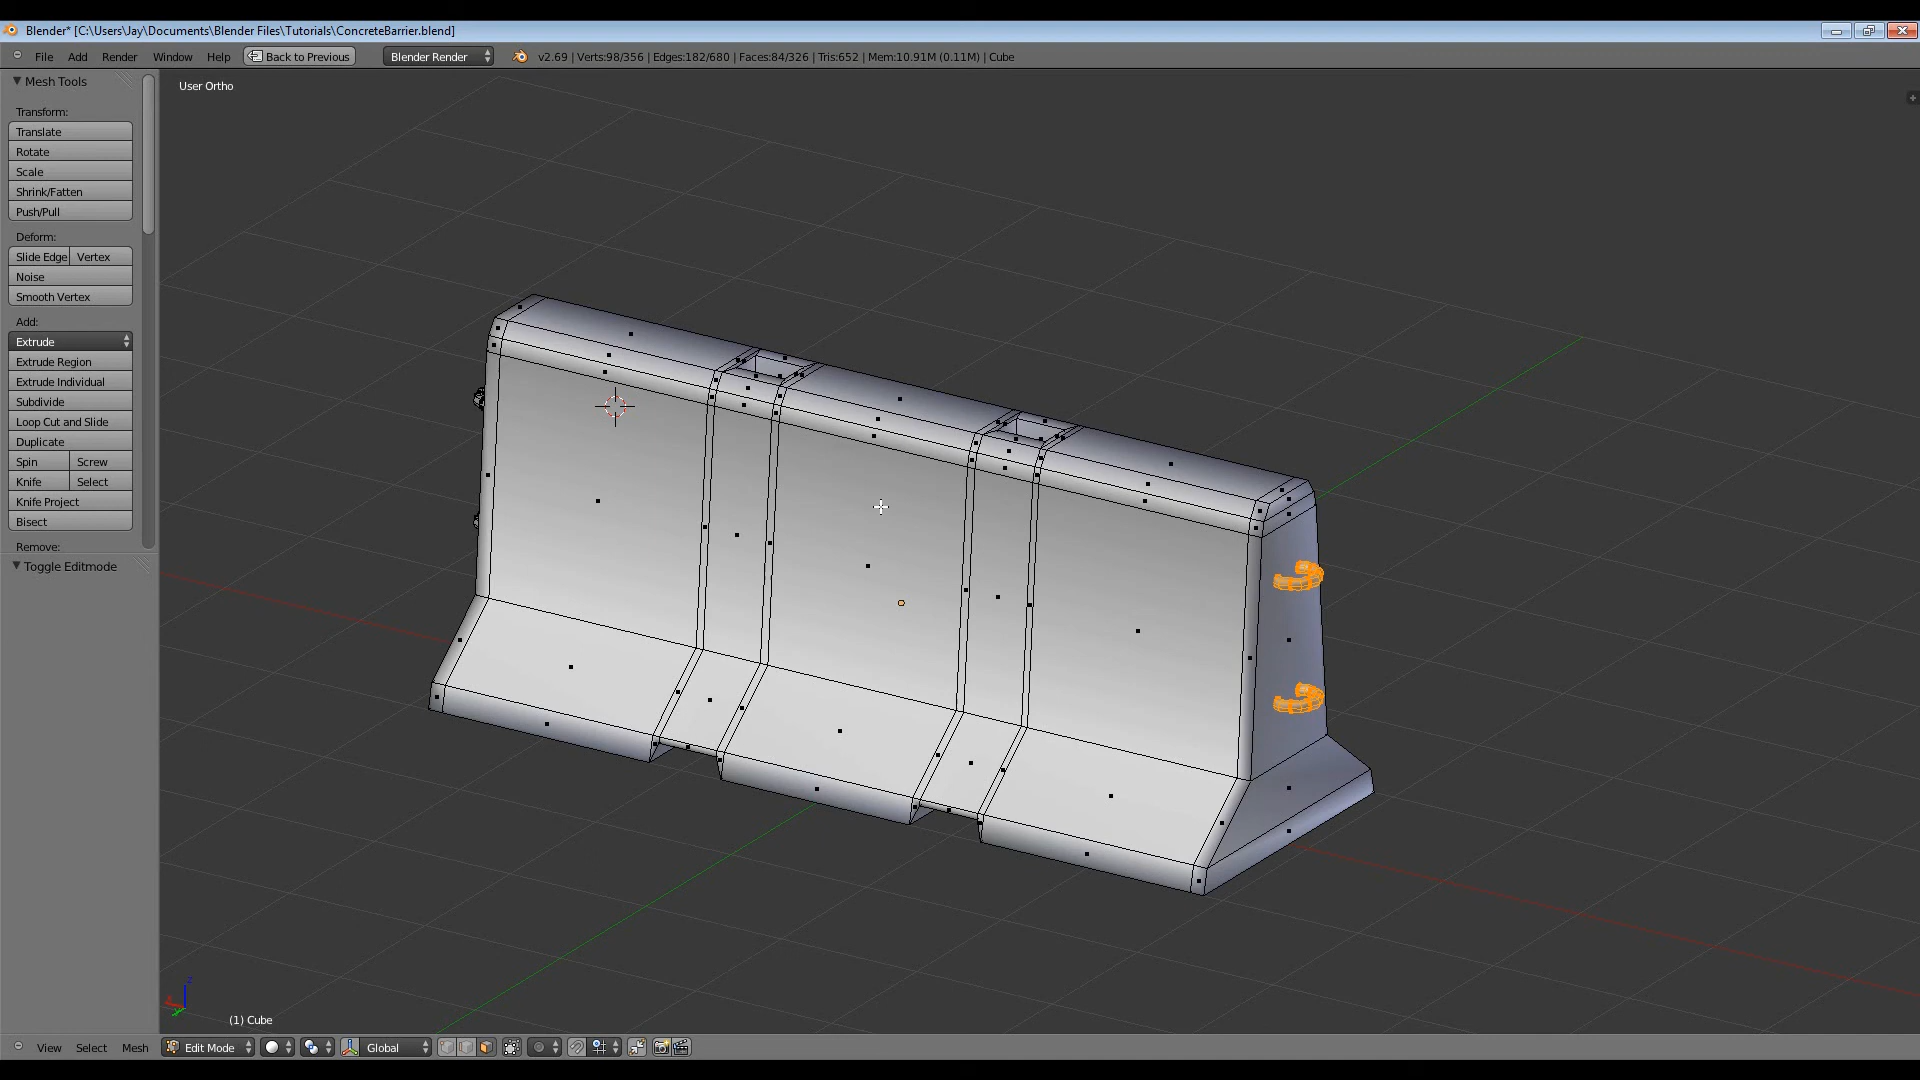 Blender* [C:\Users\Jay\Documents\Blender Files\Tutorials\ConcreteBarrier.blend]
File Add Render Window Help Back to Previous Blender Render v2.69 | Verts:98/356 | Edges:182/680 | Faces:84/326 | Tris:652 | Mem:10.91M (0.11M) | Cube
Mesh Tools
User Ortho
Transform:
Translate
Rotate
Scale
Shrink/Fatten
Push/Pull
Deform:
Slide Edge Vertex
Noise
Smooth Vertex
Add:
Extrude
Extrude Region
Extrude Individual
Subdivide
Loop Cut and Slide
Duplicate
Spin Screw
Knife Select
Knife Project
Bisect
Remove:
Toggle Editmode
z
x
y
(1) Cube
View Select Mesh Edit Mode Global